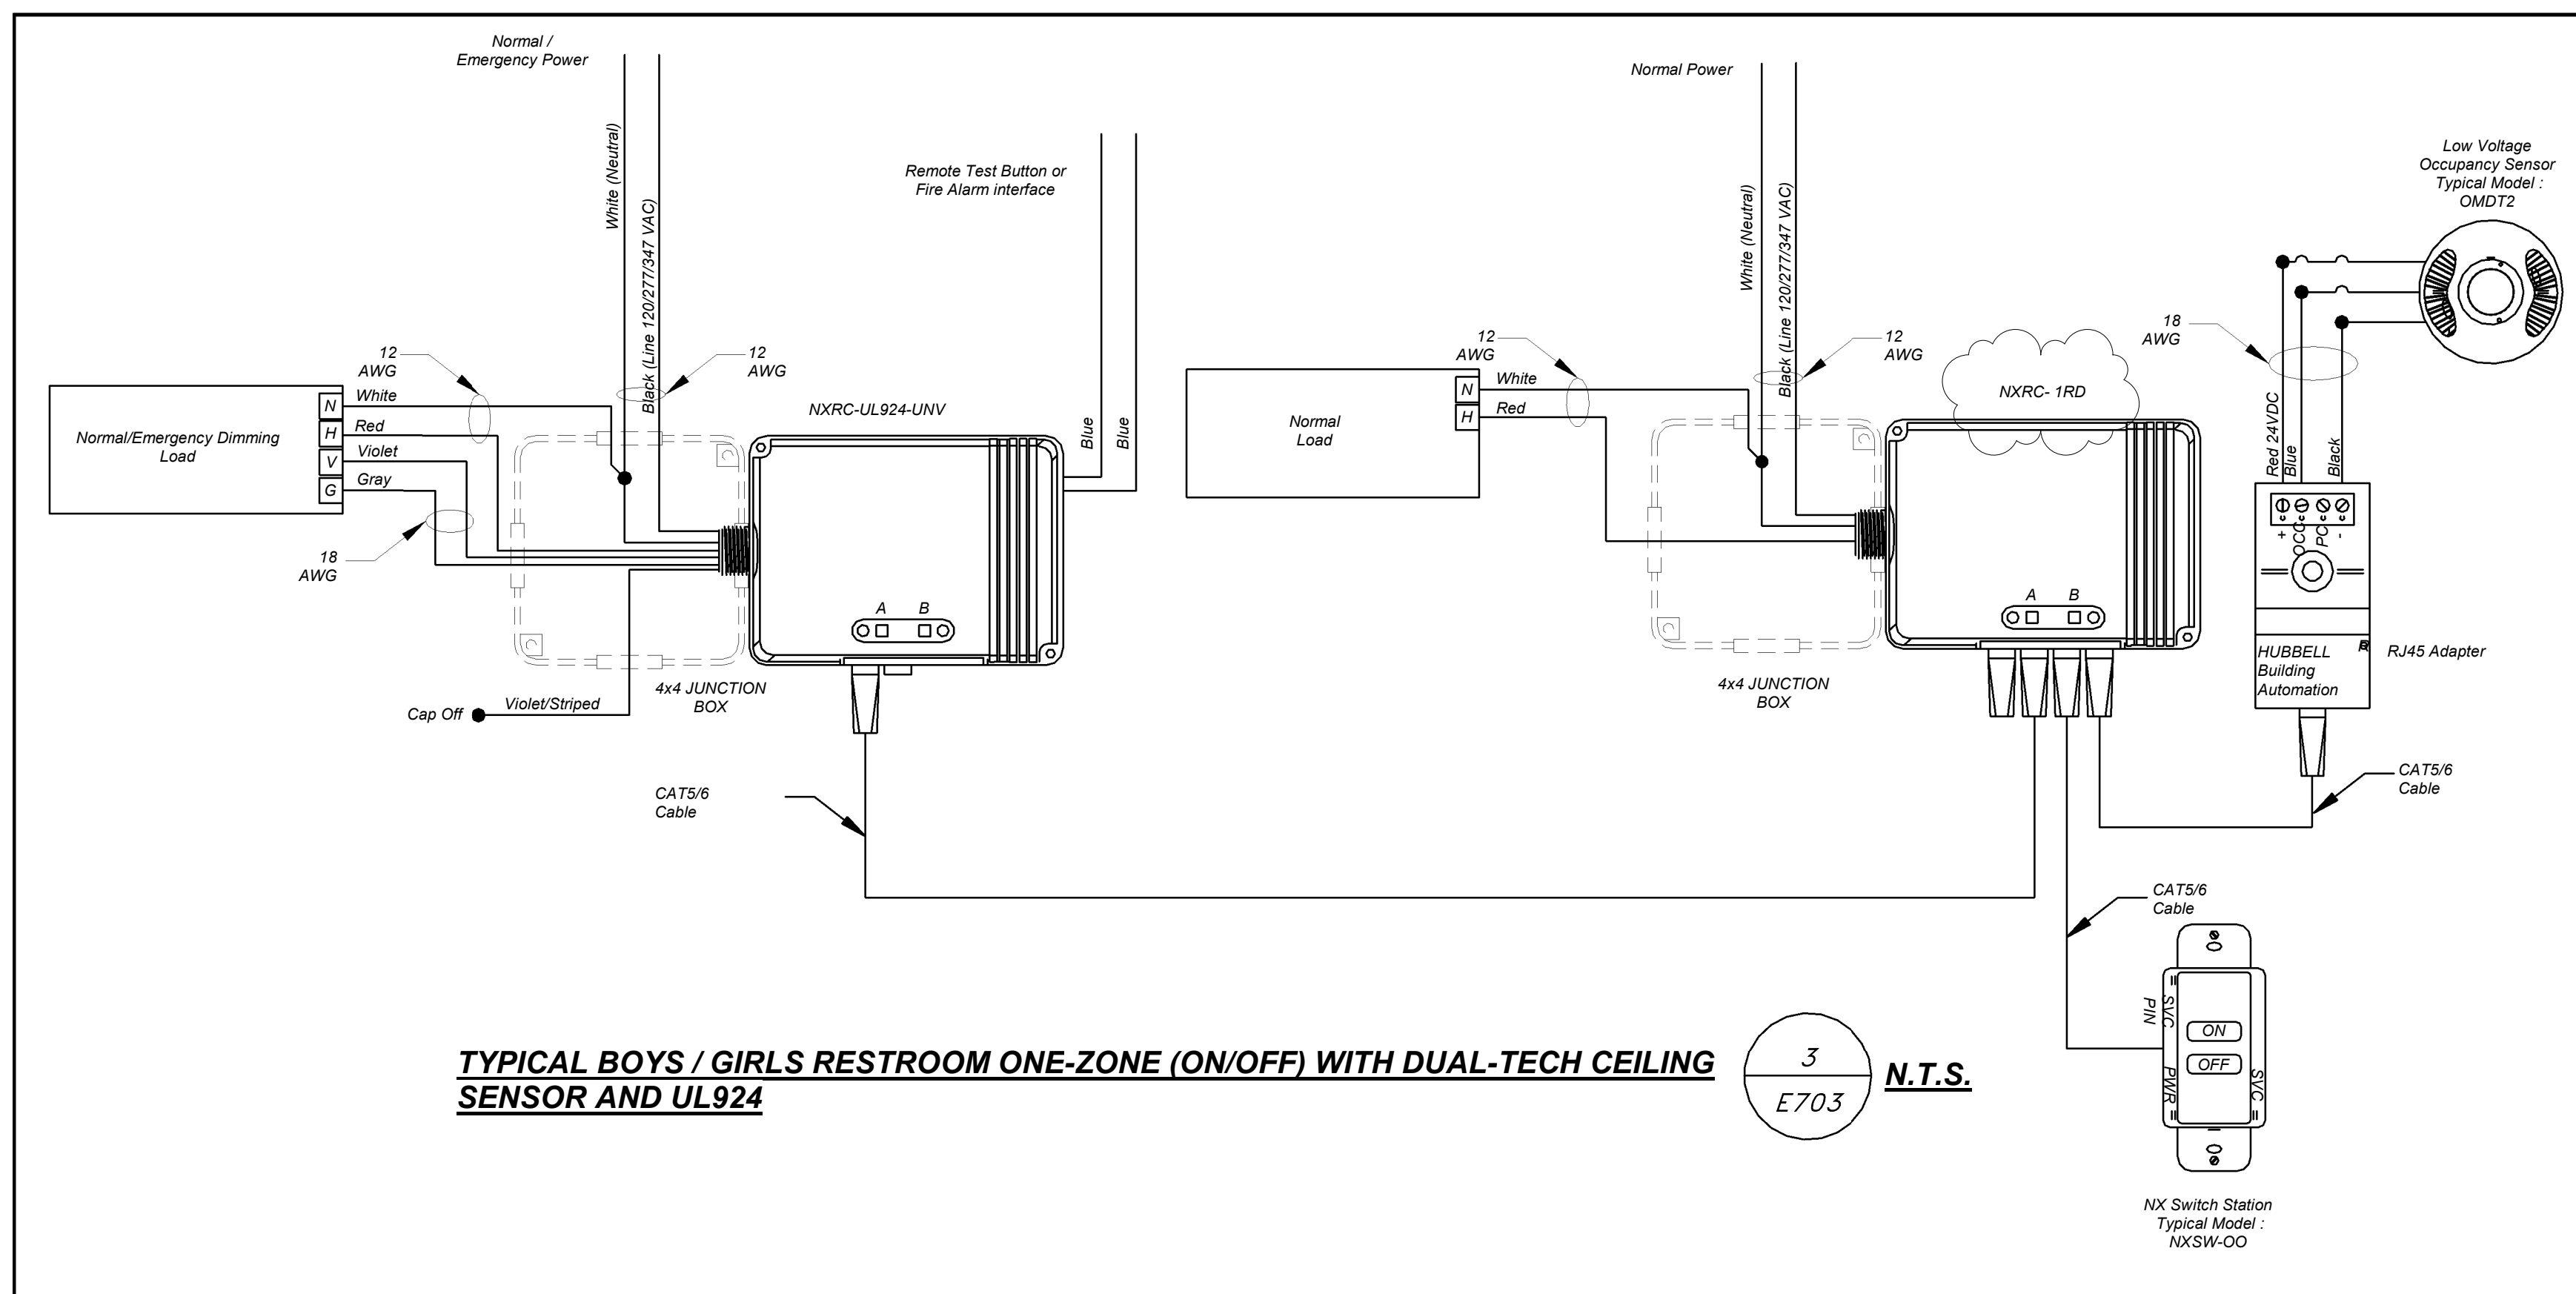 Normal /
Emergency Power
White (Neutral)
Black (Line 120/277/347 VAC)
Remote Test Button or
Fire Alarm interface
Blue
Blue
12
AWG
12
AWG
Normal/Emergency Dimming
Load
N
H
V
G
White
Red
Violet
Gray
18
AWG
NXRC-UL924-UNV
A B
4x4 JUNCTION
BOX
Cap Off
Violet/Striped
CAT5/6
Cable
Normal Power
White (Neutral)
Black (Line 120/277/347 VAC)
12
AWG
12
AWG
Normal
Load
N
H
White
Red
NXRC- 1RD
A B
4x4 JUNCTION
BOX
Low Voltage
Occupancy Sensor
Typical Model :
OMDT2
18
AWG
Red 24VDC
Blue
Black
+
OCC
PC
-
HUBBELL
Building
Automation
RJ45 Adapter
CAT5/6
Cable
CAT5/6
Cable
SVC
PIN
ON
OFF
PWR
SVC
NX Switch Station
Typical Model :
NXSW-OO
TYPICAL BOYS / GIRLS RESTROOM ONE-ZONE (ON/OFF) WITH DUAL-TECH CEILING
SENSOR AND UL924
3
E703
N.T.S.